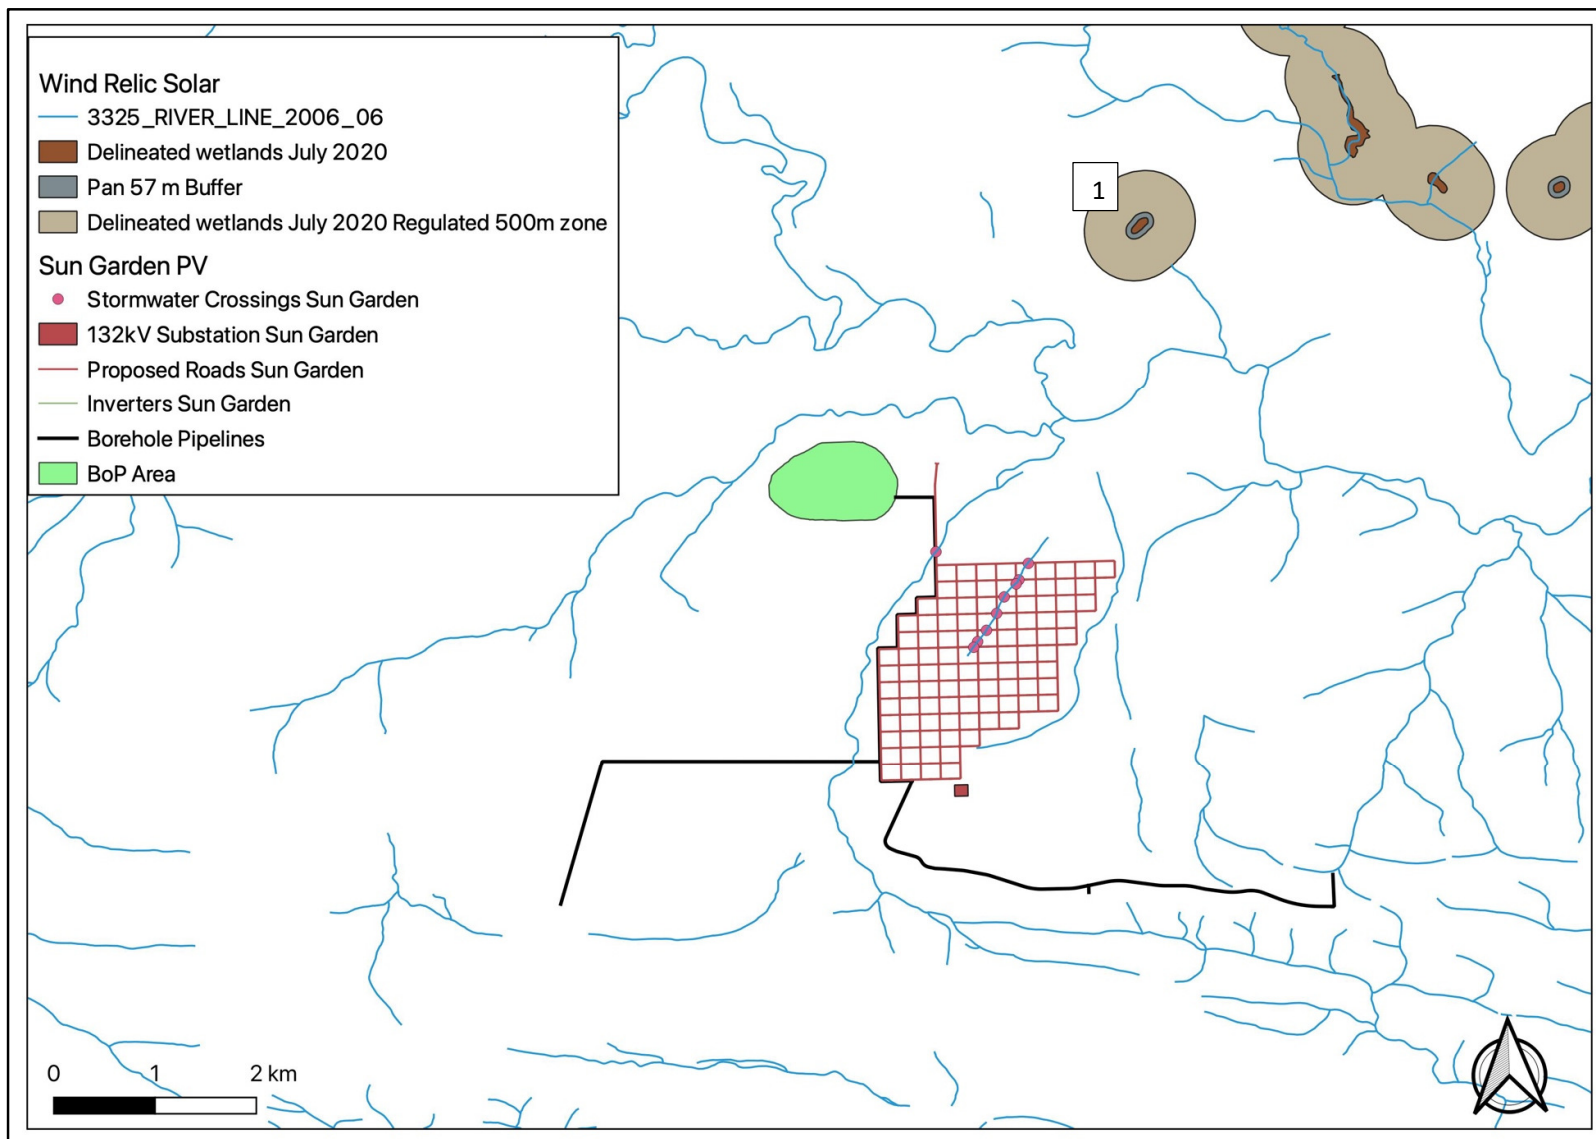 Wind Relic Solar
3325_RIVER_LINE_2006_06
Delineated wetlands July 2020
Pan 57 m Buffer
Delineated wetlands July 2020 Regulated 500m zone
Sun Garden PV
Stormwater Crossings Sun Garden
132kV Substation Sun Garden
Proposed Roads Sun Garden
Inverters Sun Garden
Borehole Pipelines
BoP Area
1
0 1 2 km